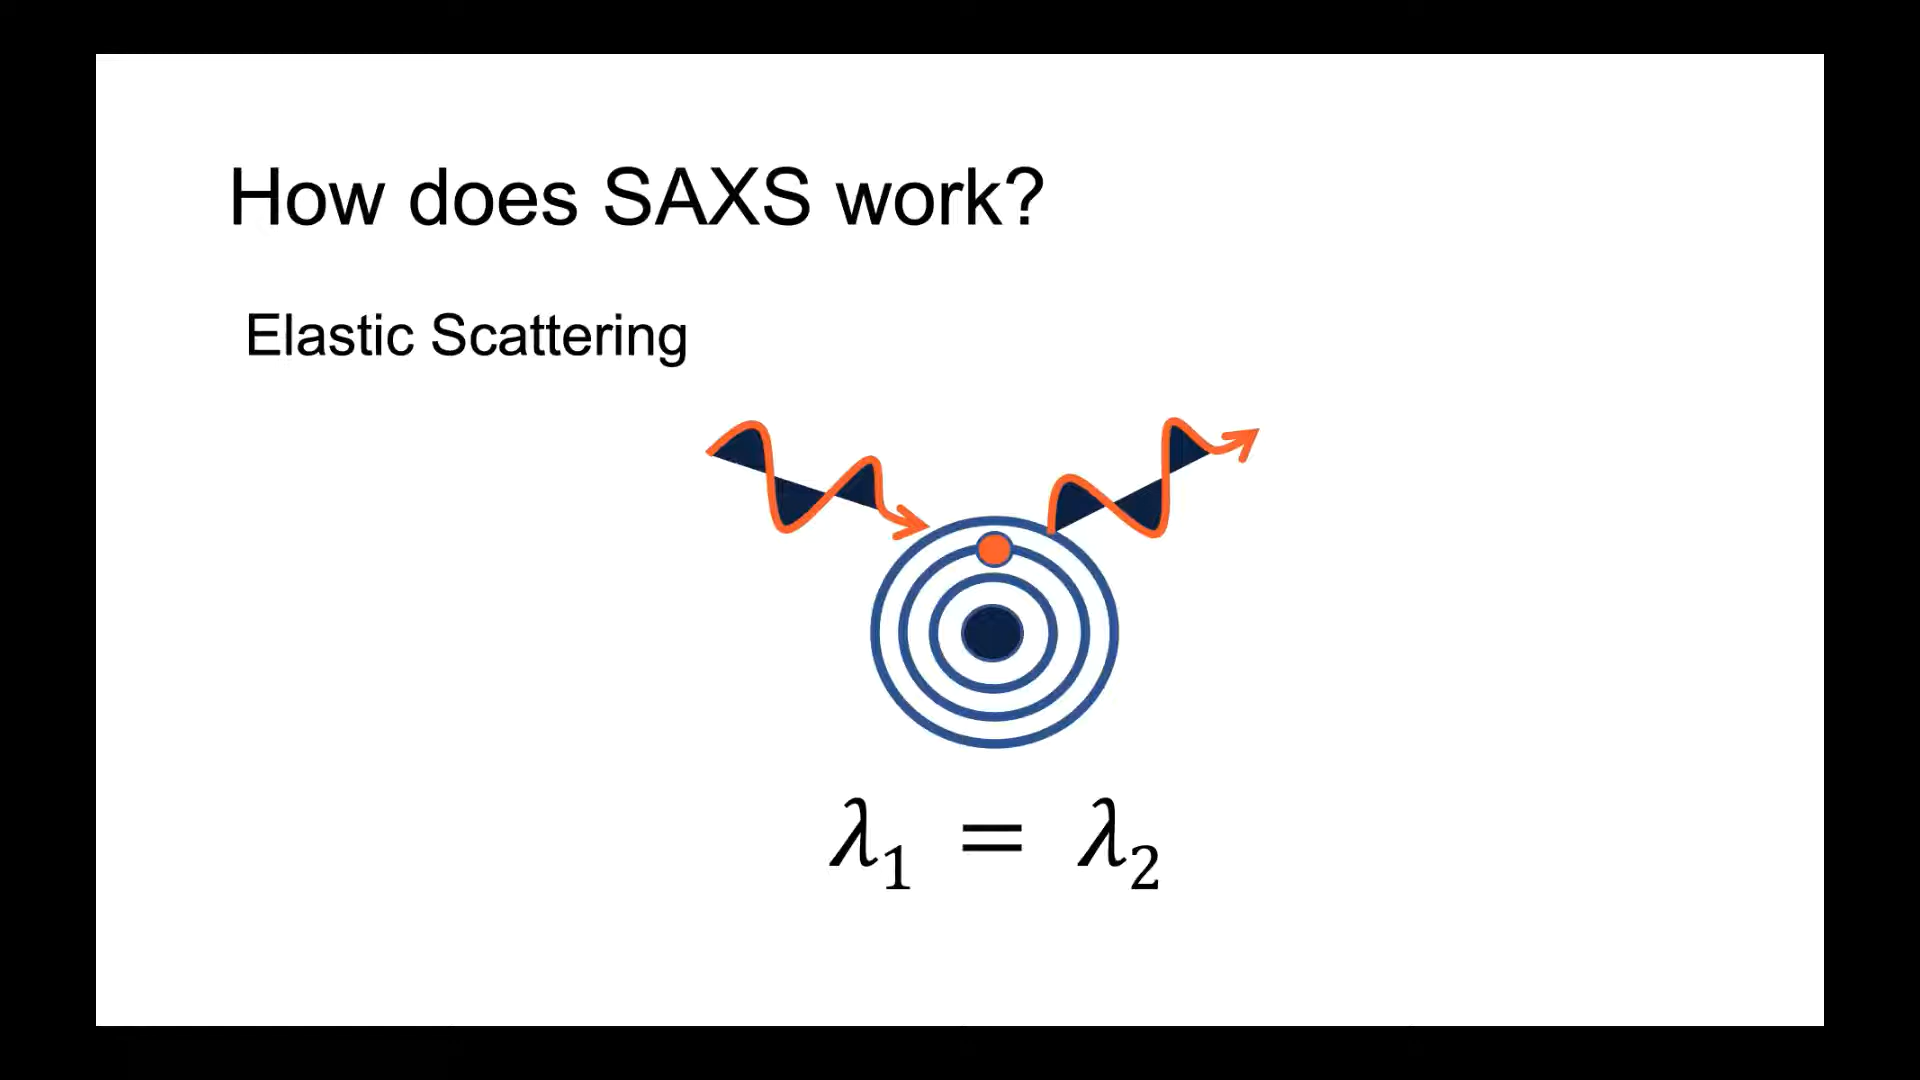 How does SAXS work?
Elastic Scattering
λ₁ = λ₂